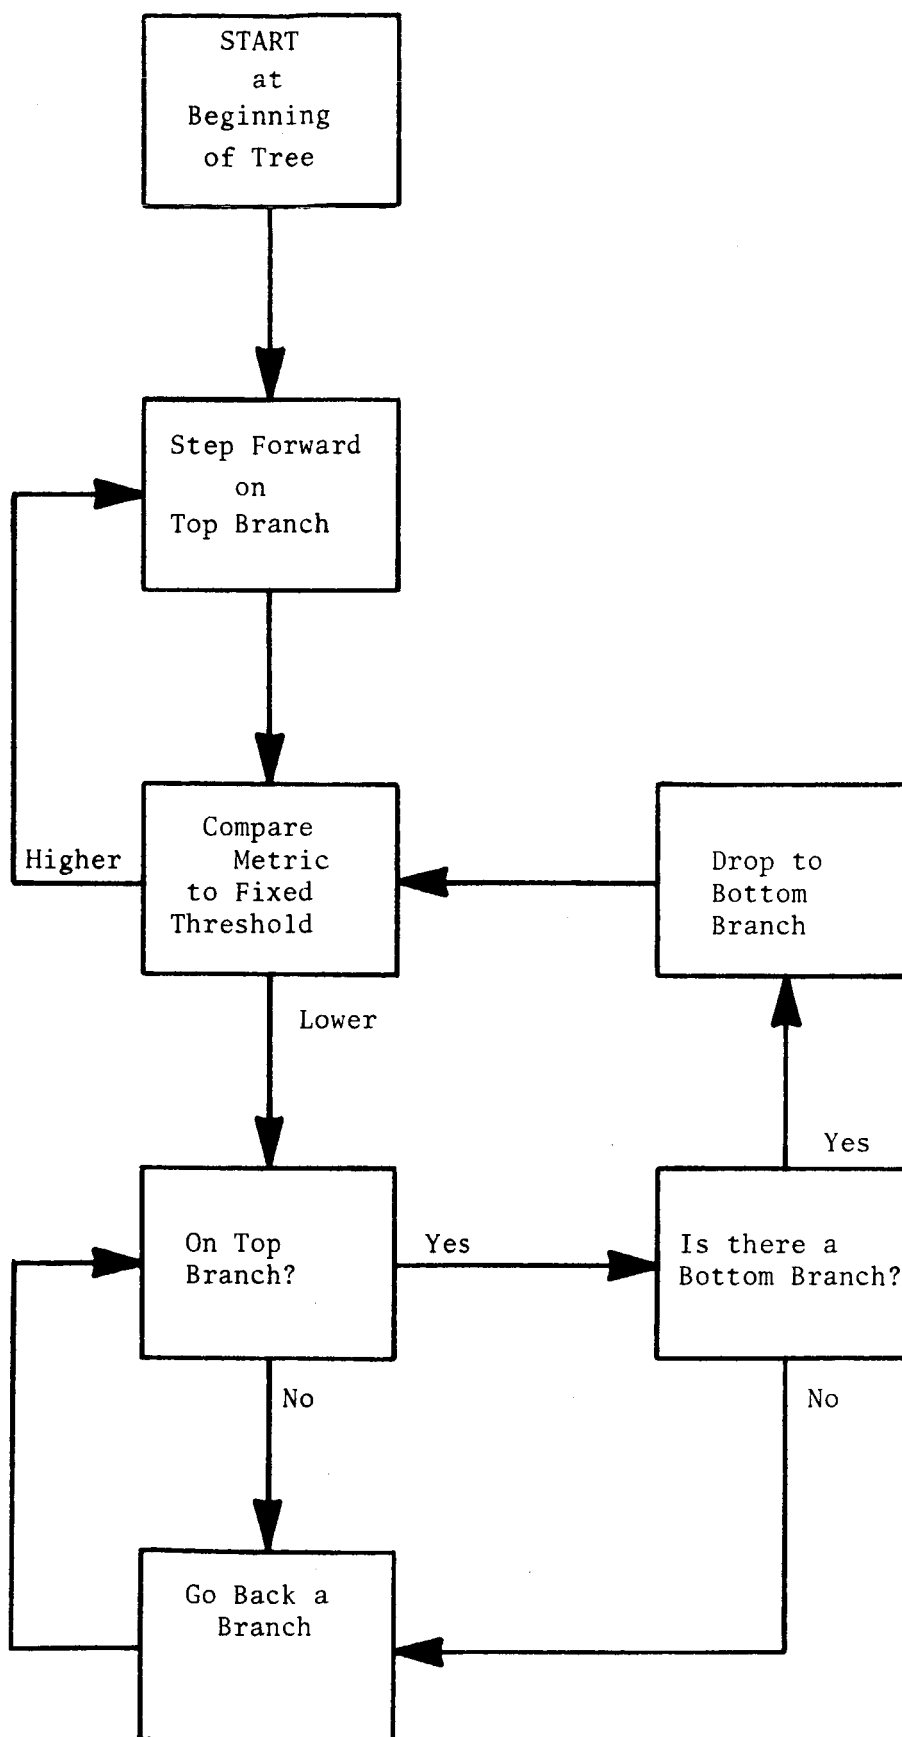 START
at
Beginning
of Tree
Step Forward
on
Top Branch
Higher
Compare
Metric
to Fixed
Threshold
Drop to
Bottom
Branch
Lower
Yes
On Top
Branch?
Yes
Is there a
Bottom Branch?
No
No
Go Back a
Branch